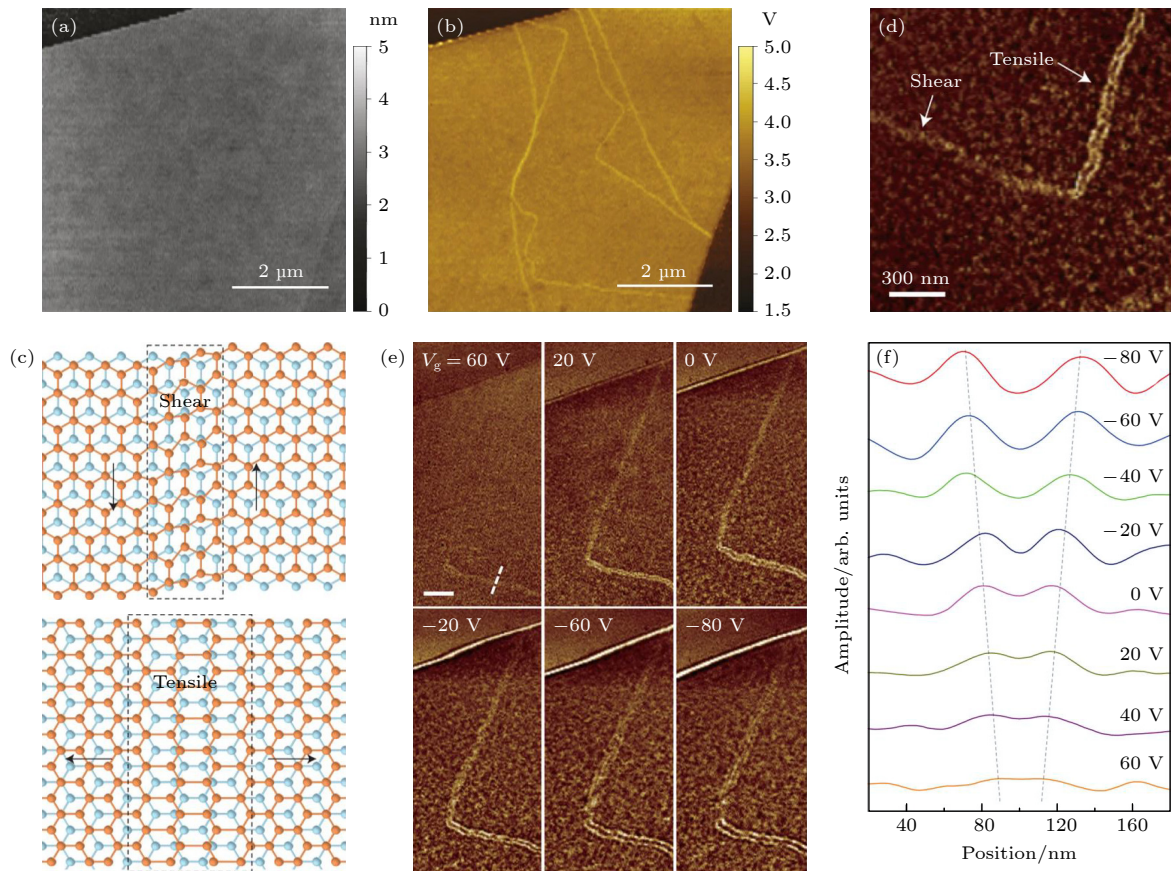 (a)
nm
5
4
3
2
1
0
2 µm
(b)
V
5.0
4.5
4.0
3.5
3.0
2.5
2.0
1.5
2 µm
(d)
Tensile
Shear
300 nm
(c)
Shear
Tensile
(e)
Vg = 60 V
20 V
0 V
−20 V
−60 V
−80 V
(f)
−80 V
−60 V
−40 V
−20 V
0 V
20 V
40 V
60 V
Amplitude/arb. units
40
80
120
160
Position/nm